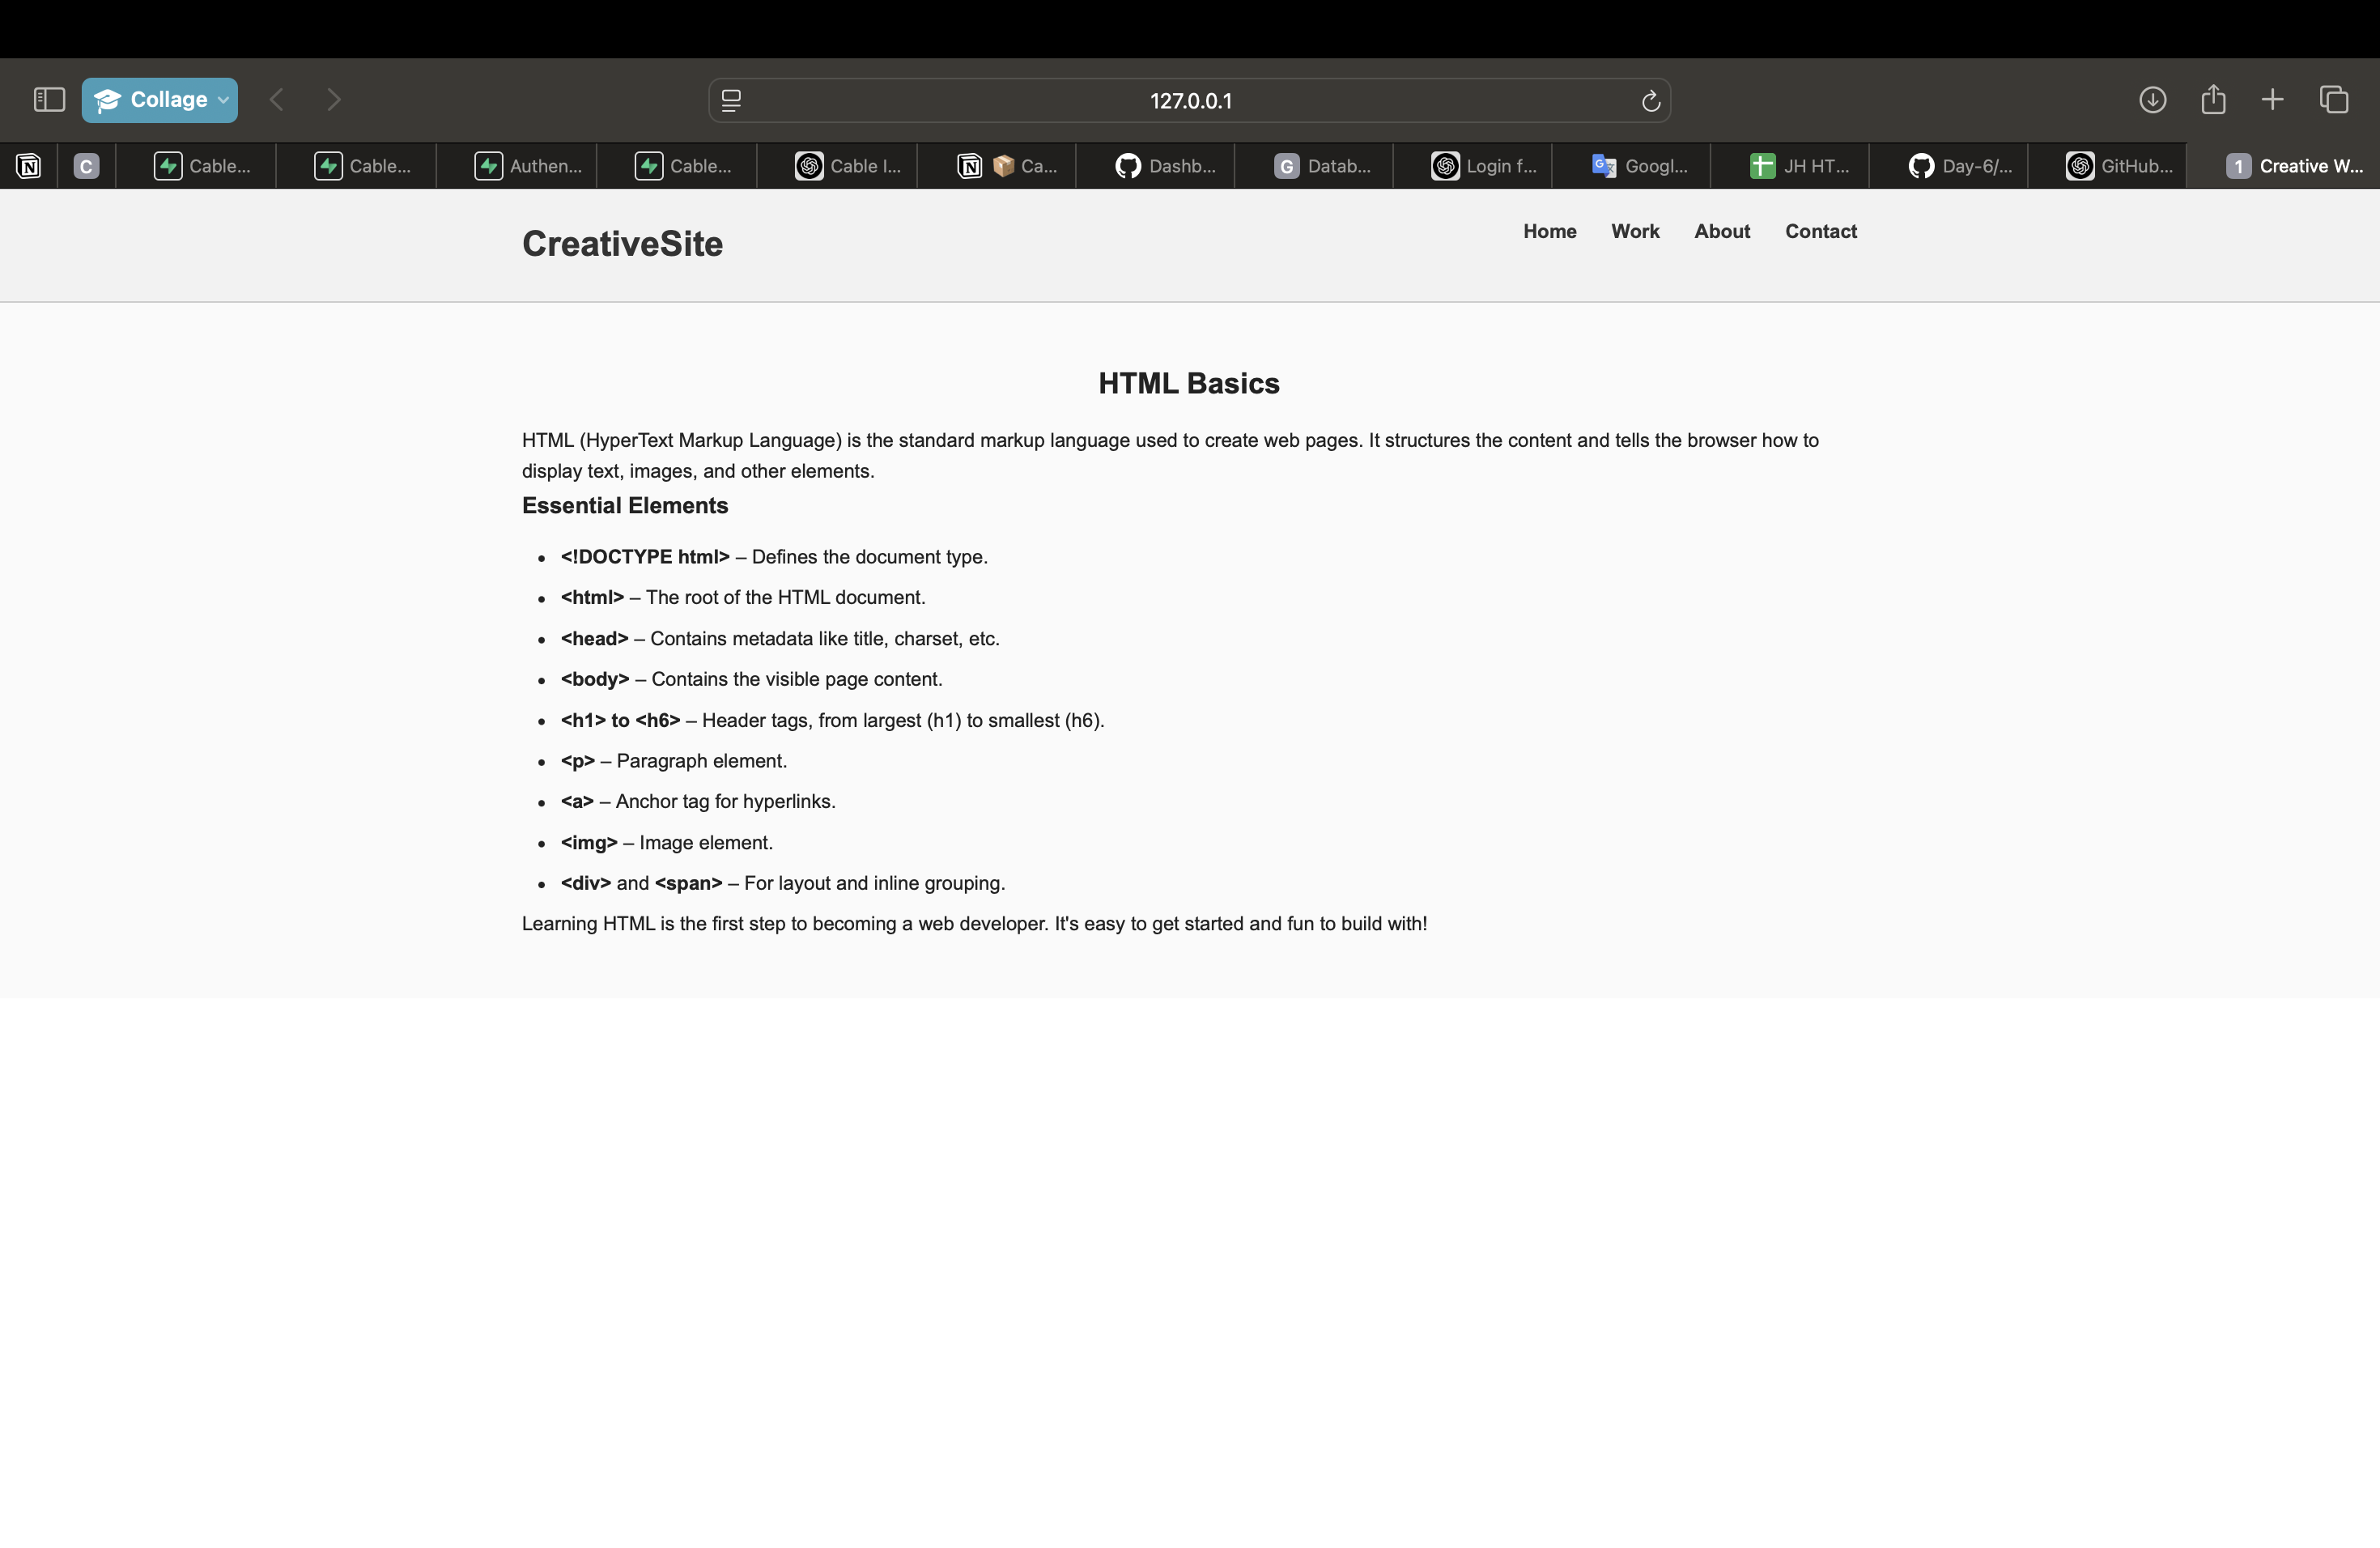 Collage
127.0.0.1
C
Cable...
Cable...
Authen...
Cable...
Cable I...
Ca...
Dashb...
G Datab...
Login f...
Googl...
JH HT...
Day-6/...
GitHub...
1 Creative W...
CreativeSite
Home Work About Contact
HTML Basics
HTML (HyperText Markup Language) is the standard markup language used to create web pages. It structures the content and tells the browser how to
display text, images, and other elements.
Essential Elements
• <!DOCTYPE html> – Defines the document type.
• <html> – The root of the HTML document.
• <head> – Contains metadata like title, charset, etc.
• <body> – Contains the visible page content.
• <h1> to <h6> – Header tags, from largest (h1) to smallest (h6).
• <p> – Paragraph element.
• <a> – Anchor tag for hyperlinks.
• <img> – Image element.
• <div> and <span> – For layout and inline grouping.
Learning HTML is the first step to becoming a web developer. It's easy to get started and fun to build with!